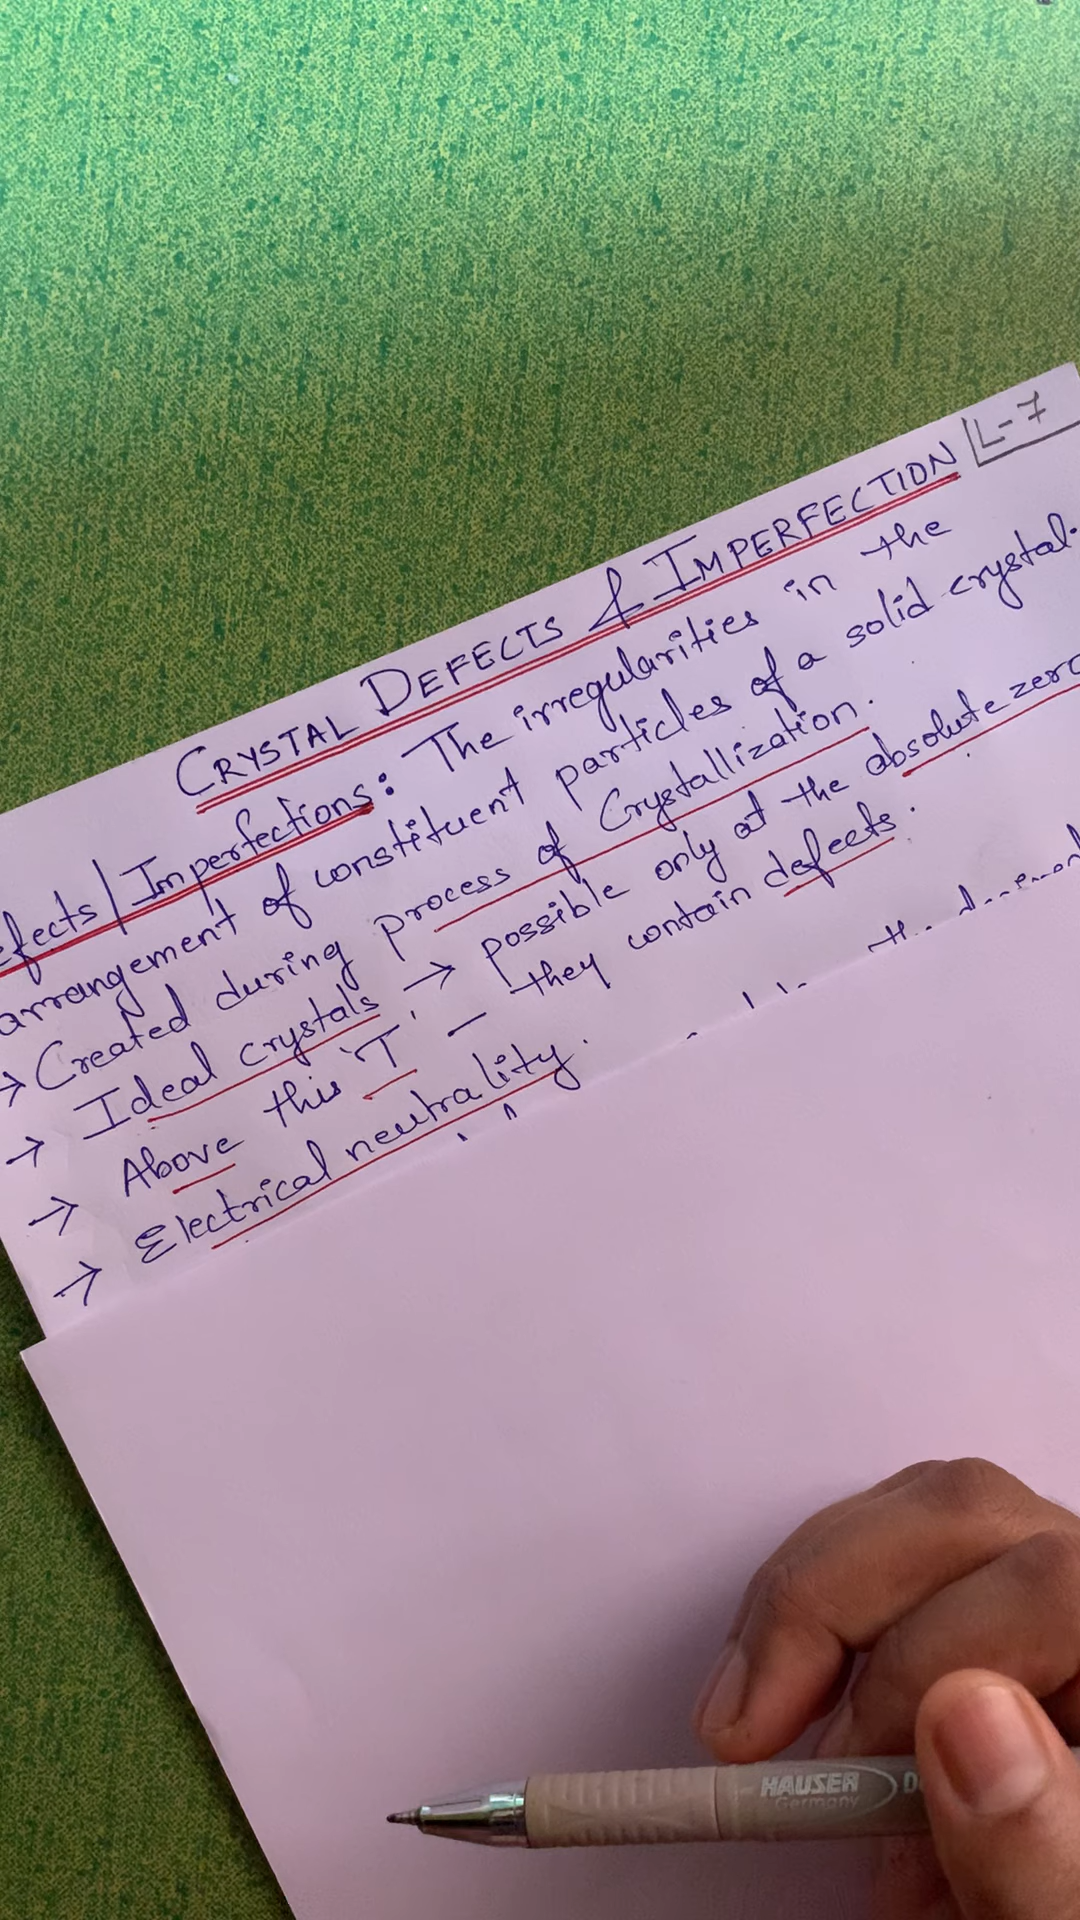 L-7
CRYSTAL DEFECTS & IMPERFECTION
efects/Imperfections: The irregularities in the
arrangement of constituent particles of a solid crystal.
→ Created during process of Crystallization.
→ Ideal crystals → possible only at the absolute zero
→ Above this 'T' – they contain defects.
→ Electrical neutrality.
HAUSER
Germany